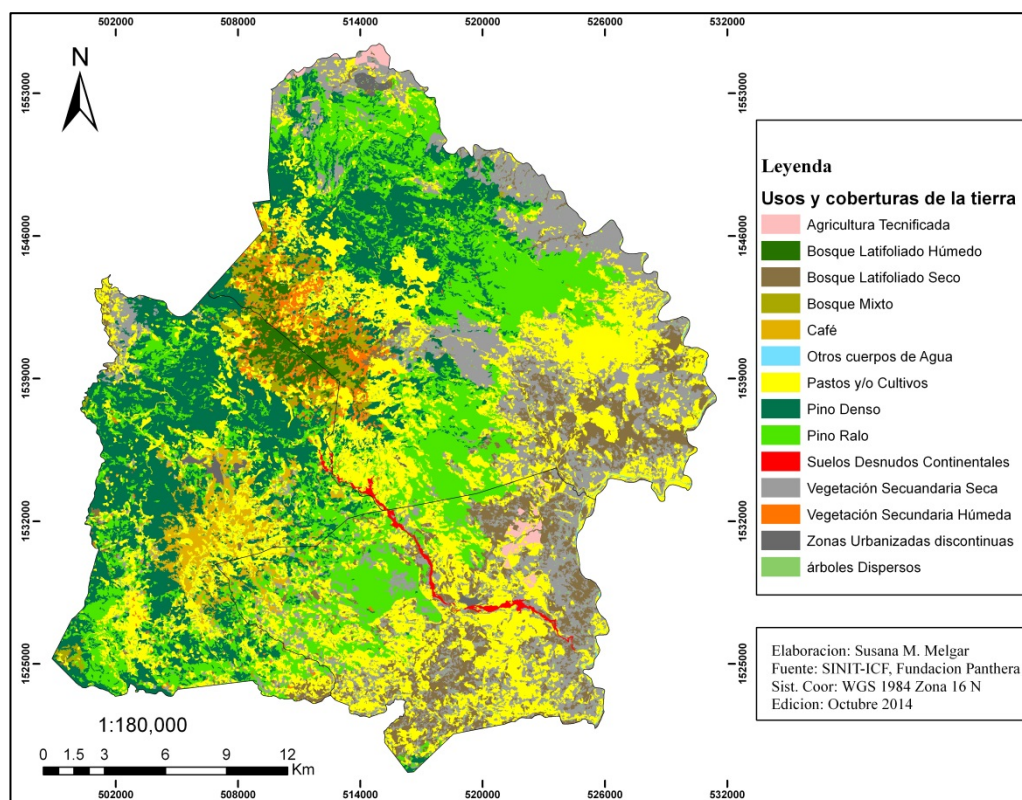 502000 508000 514000 520000 526000 532000
N
1553000 1553000
1546000 1546000
1539000 1539000
1532000 1532000
1525000 1525000
Leyenda
Usos y coberturas de la tierra
Agricultura Tecnificada
Bosque Latifoliado Húmedo
Bosque Latifoliado Seco
Bosque Mixto
Café
Otros cuerpos de Agua
Pastos y/o Cultivos
Pino Denso
Pino Ralo
Suelos Desnudos Continentales
Vegetación Secuandaria Seca
Vegetación Secundaria Húmeda
Zonas Urbanizadas discontinuas
árboles Dispersos
Elaboracion: Susana M. Melgar
Fuente: SINIT-ICF, Fundacion Panthera
Sist. Coor: WGS 1984 Zona 16 N
Edicion: Octubre 2014
1:180,000
0 1.5 3 6 9 12
Km
502000 508000 514000 520000 526000 532000